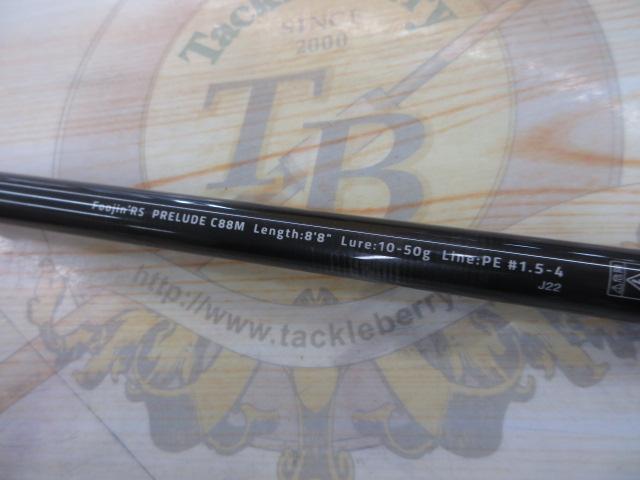 Tackleberry
SINCE
2000
TB
Foojin'RS PRELUDE C88M Length:8'8" Lure:10-50g Line:PE #1.5-4
J22
http://www.tackleberry